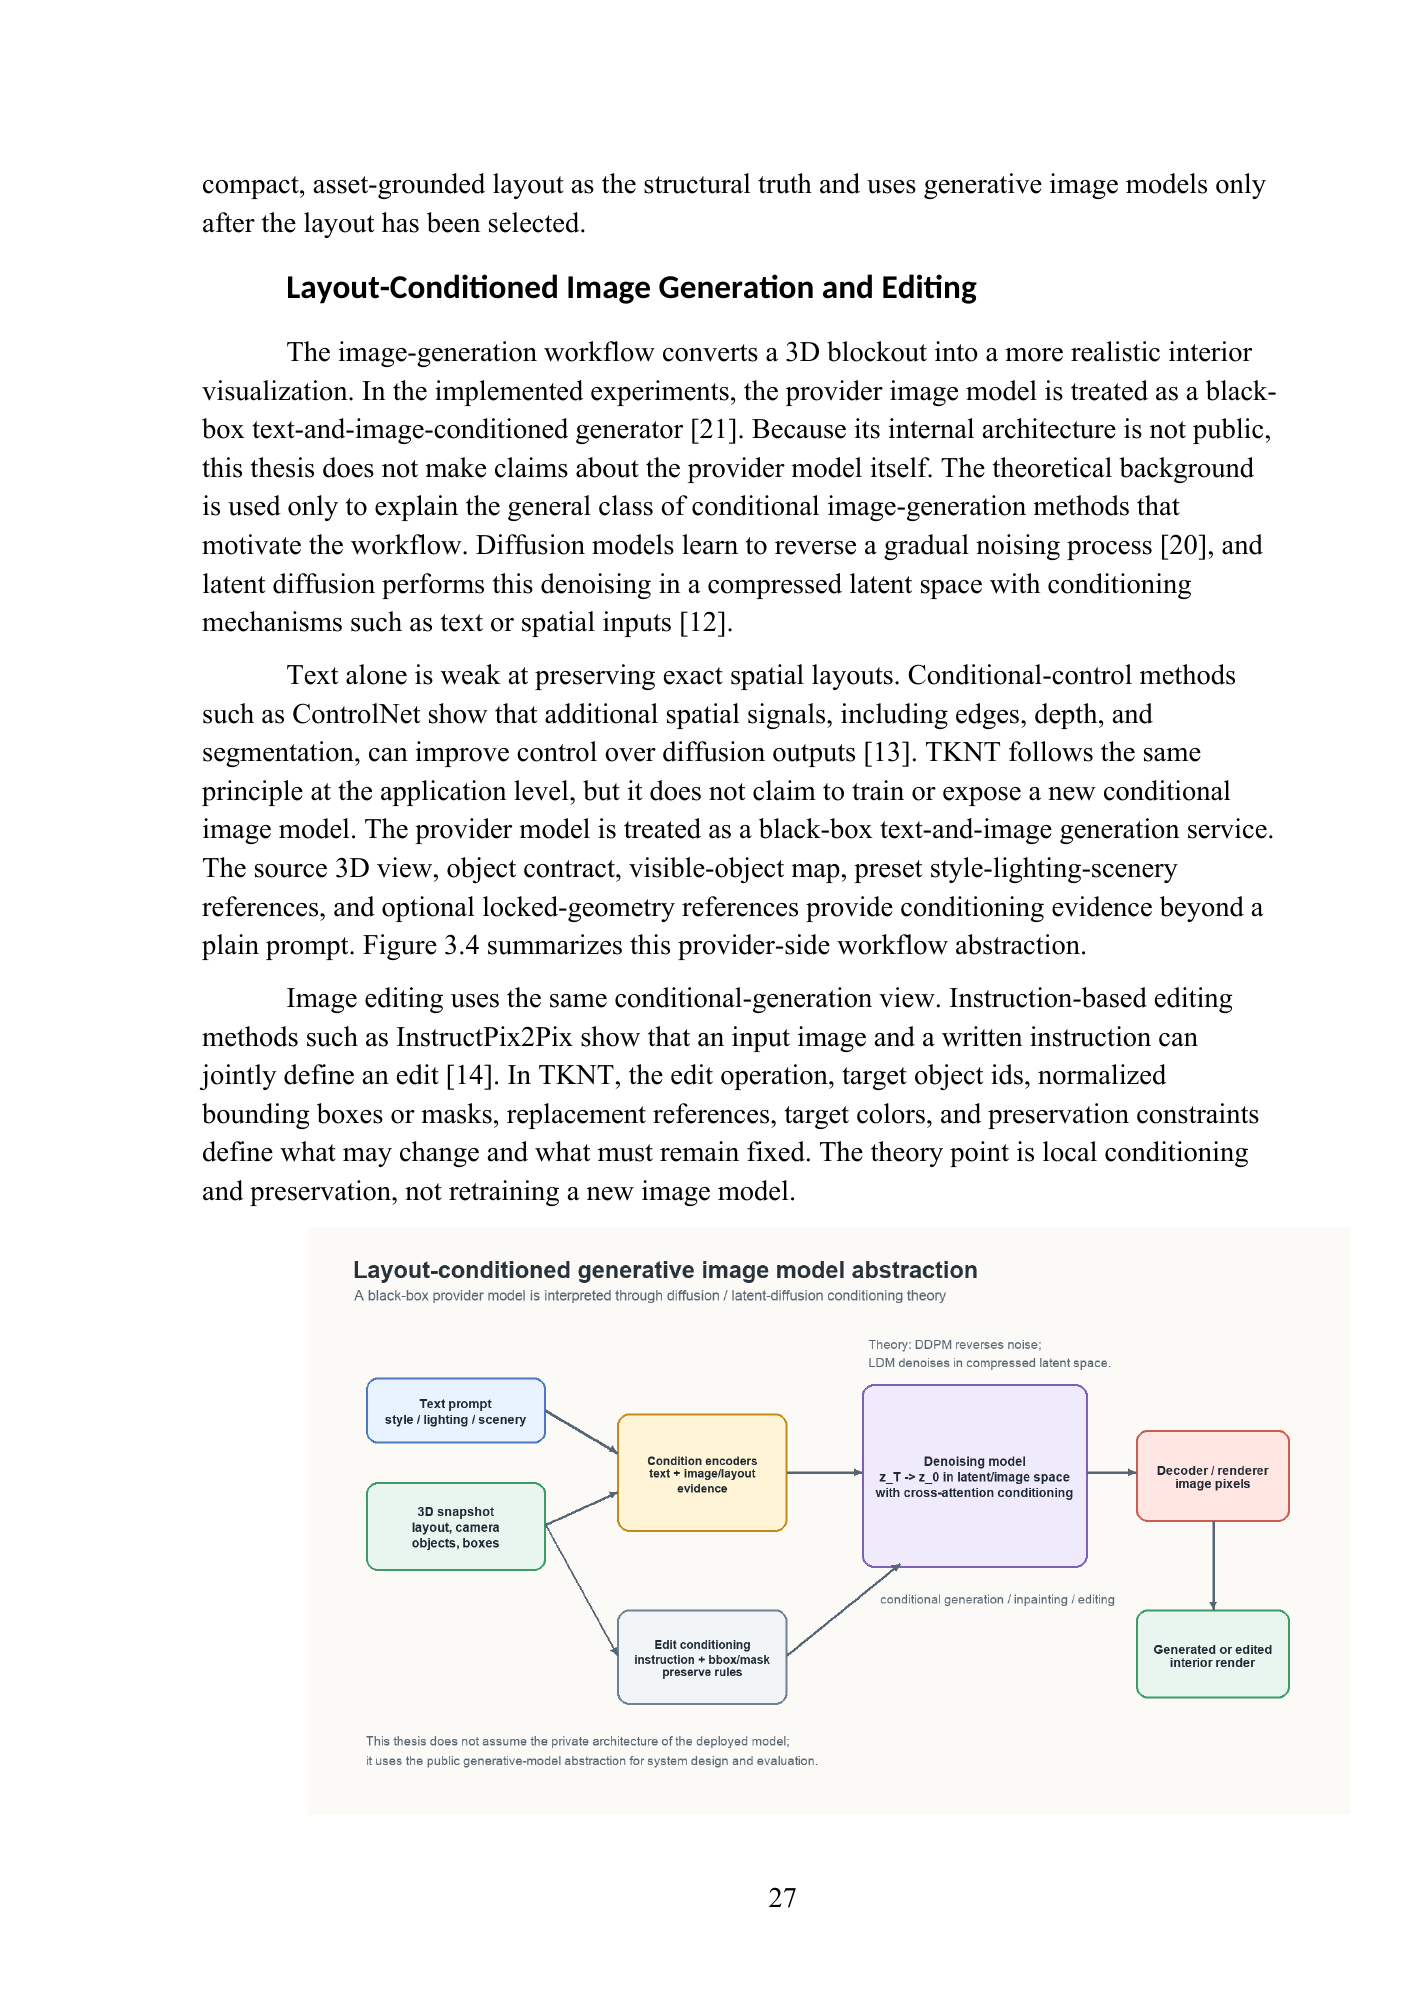 compact, asset-grounded layout as the structural truth and uses generative image models only
after the layout has been selected.
Layout-Conditioned Image Generation and Editing
The image-generation workflow converts a 3D blockout into a more realistic interior
visualization. In the implemented experiments, the provider image model is treated as a black-
box text-and-image-conditioned generator [21]. Because its internal architecture is not public,
this thesis does not make claims about the provider model itself. The theoretical background
is used only to explain the general class of conditional image-generation methods that
motivate the workflow. Diffusion models learn to reverse a gradual noising process [20], and
latent diffusion performs this denoising in a compressed latent space with conditioning
mechanisms such as text or spatial inputs [12].
Text alone is weak at preserving exact spatial layouts. Conditional-control methods
such as ControlNet show that additional spatial signals, including edges, depth, and
segmentation, can improve control over diffusion outputs [13]. TKNT follows the same
principle at the application level, but it does not claim to train or expose a new conditional
image model. The provider model is treated as a black-box text-and-image generation service.
The source 3D view, object contract, visible-object map, preset style-lighting-scenery
references, and optional locked-geometry references provide conditioning evidence beyond a
plain prompt. Figure 3.4 summarizes this provider-side workflow abstraction.
Image editing uses the same conditional-generation view. Instruction-based editing
methods such as InstructPix2Pix show that an input image and a written instruction can
jointly define an edit [14]. In TKNT, the edit operation, target object ids, normalized
bounding boxes or masks, replacement references, target colors, and preservation constraints
define what may change and what must remain fixed. The theory point is local conditioning
and preservation, not retraining a new image model.
Layout-conditioned generative image model abstraction
A black-box provider model is interpreted through diffusion / latent-diffusion conditioning theory
Theory: DDPM reverses noise;
LDM denoises in compressed latent space.
Text prompt
style / lighting / scenery
3D snapshot
layout, camera
objects, boxes
Condition encoders
text + image/layout
evidence
Denoising model
z_T -> z_0 in latent/image space
with cross-attention conditioning
Decoder / renderer
image pixels
conditional generation / inpainting / editing
Edit conditioning
instruction + bbox/mask
preserve rules
Generated or edited
interior render
This thesis does not assume the private architecture of the deployed model;
it uses the public generative-model abstraction for system design and evaluation.
27